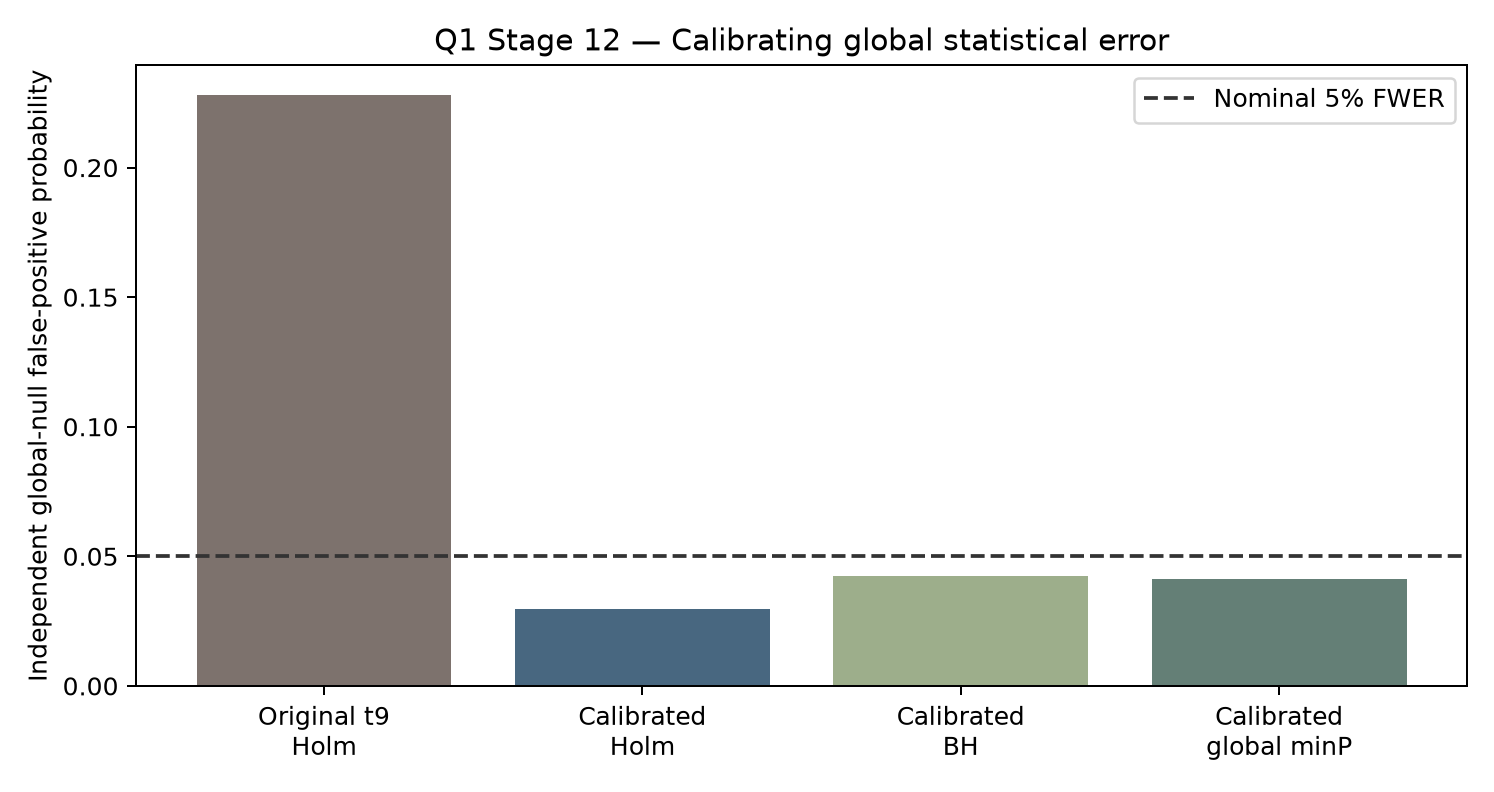 Q1 Stage 12 — Calibrating global statistical error
Nominal 5% FWER
Independent global-null false-positive probability
0.20
0.15
0.10
0.05
0.00
Original t9
Holm
Calibrated
Holm
Calibrated
BH
Calibrated
global minP